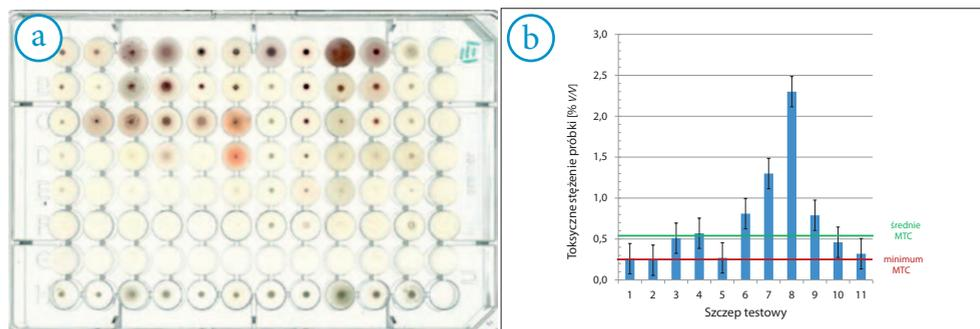 a
b
3,0
2,5
2,0
1,5
1,0
0,5
0,0
Toksyczne stężenie próbki [% V/V]
średnie
MTC
minimum
MTC
1 2 3 4 5 6 7 8 9 10 11
Szczep testowy